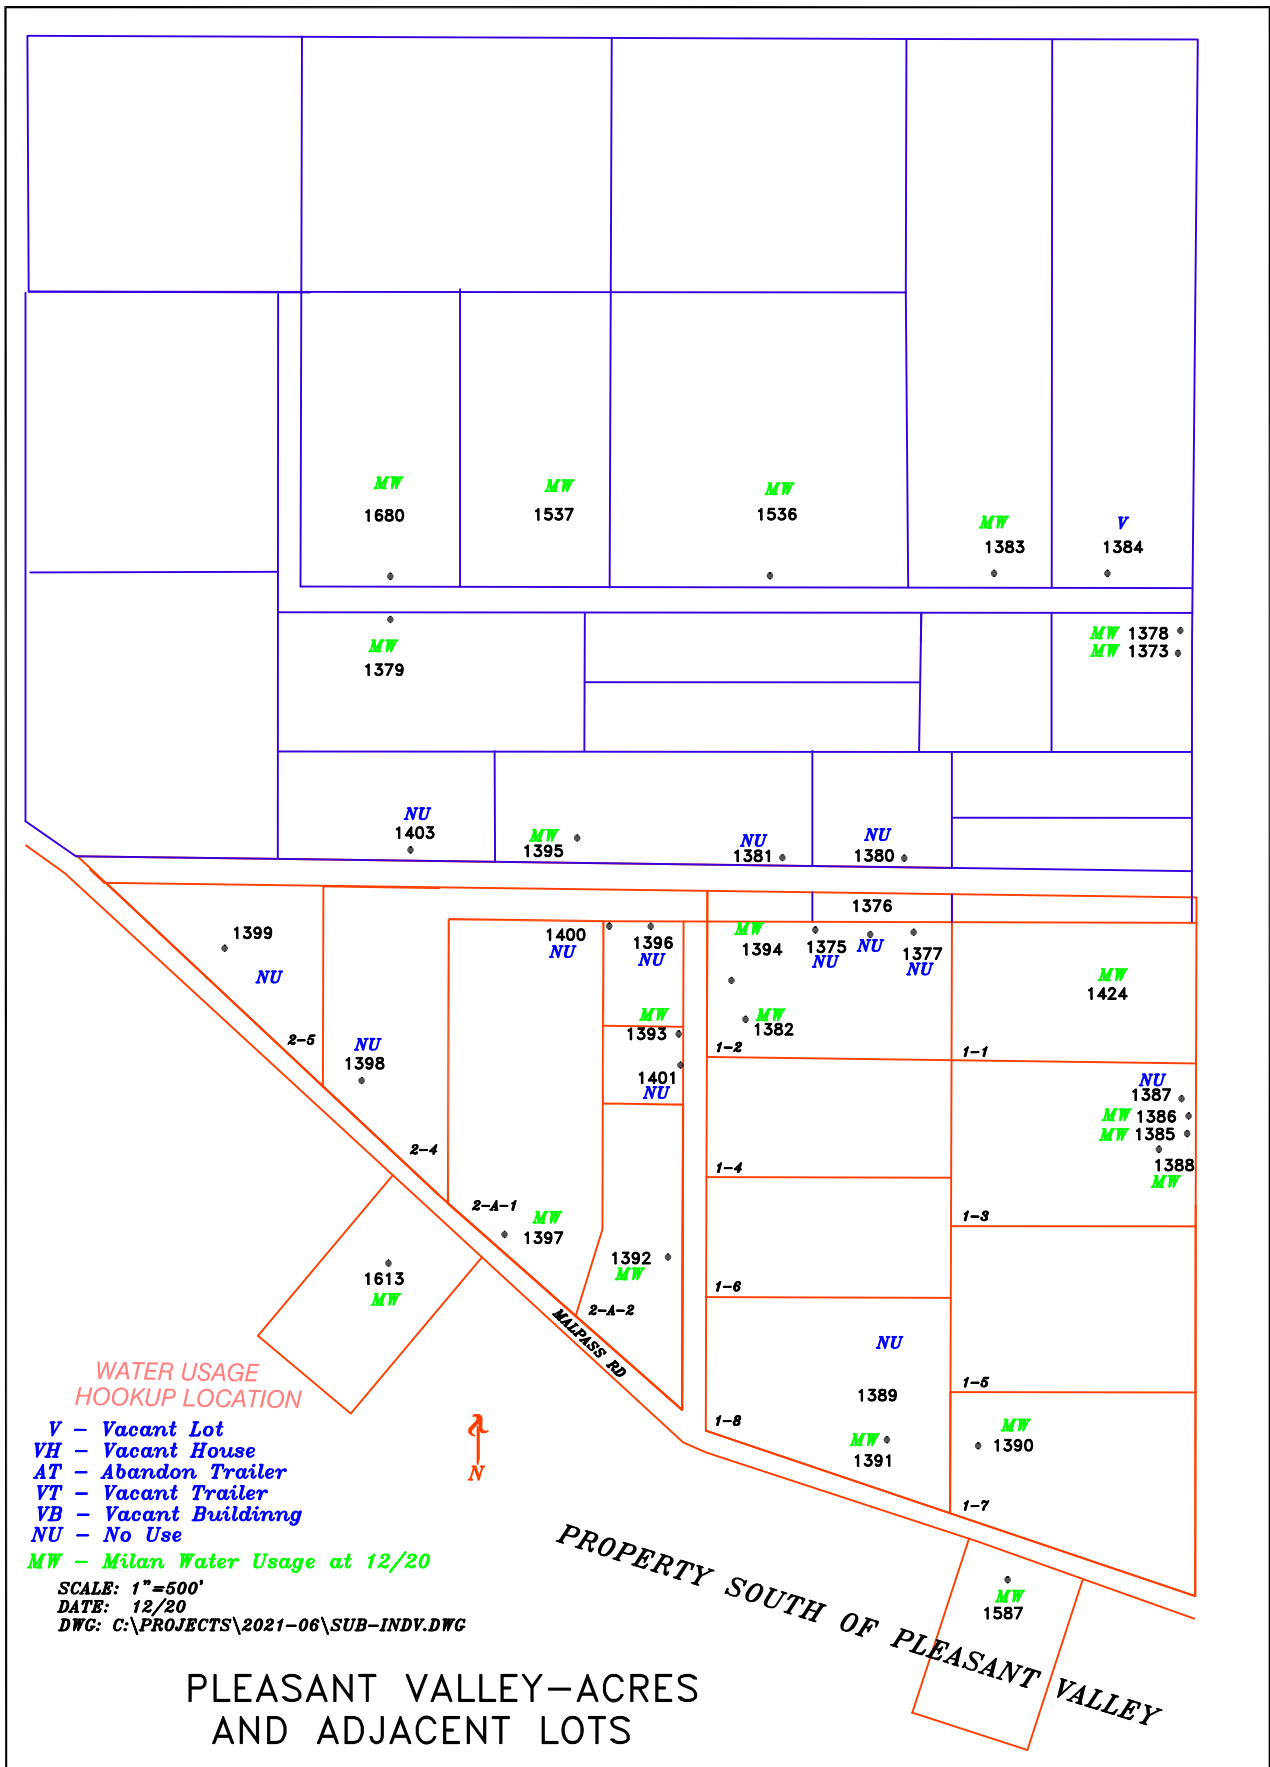 MW
1680
MW
1537
MW
1536
MW
1383
V
1384
MW 1378
MW 1373
MW
1379
NU
1403
MW
1395
NU
1381
NU
1380
1376
1399
NU
1400
NU
1396
NU
MW
1394
1375
NU
NU
1377
NU
MW
1424
MW
1382
MW
1393
2-5
NU
1398
1-2
1-1
1401
NU
NU
1387
MW 1386
MW 1385
1388
MW
2-4
1-4
2-A-1
MW
1397
1-3
1392
MW
1613
MW
1-6
2-A-2
MALPASS RD
NU
1389
1-5
1-8
MW
1391
MW
1390
1-7
WATER USAGE
HOOKUP LOCATION
V - Vacant Lot
VH - Vacant House
AT - Abandon Trailer
VT - Vacant Trailer
VB - Vacant Buildinng
NU - No Use
MW - Milan Water Usage at 12/20
N
SCALE: 1"=500'
DATE: 12/20
DWG: C:\PROJECTS\2021-06\SUB-INDV.DWG
MW
1587
PROPERTY SOUTH OF PLEASANT VALLEY
PLEASANT VALLEY-ACRES
AND ADJACENT LOTS